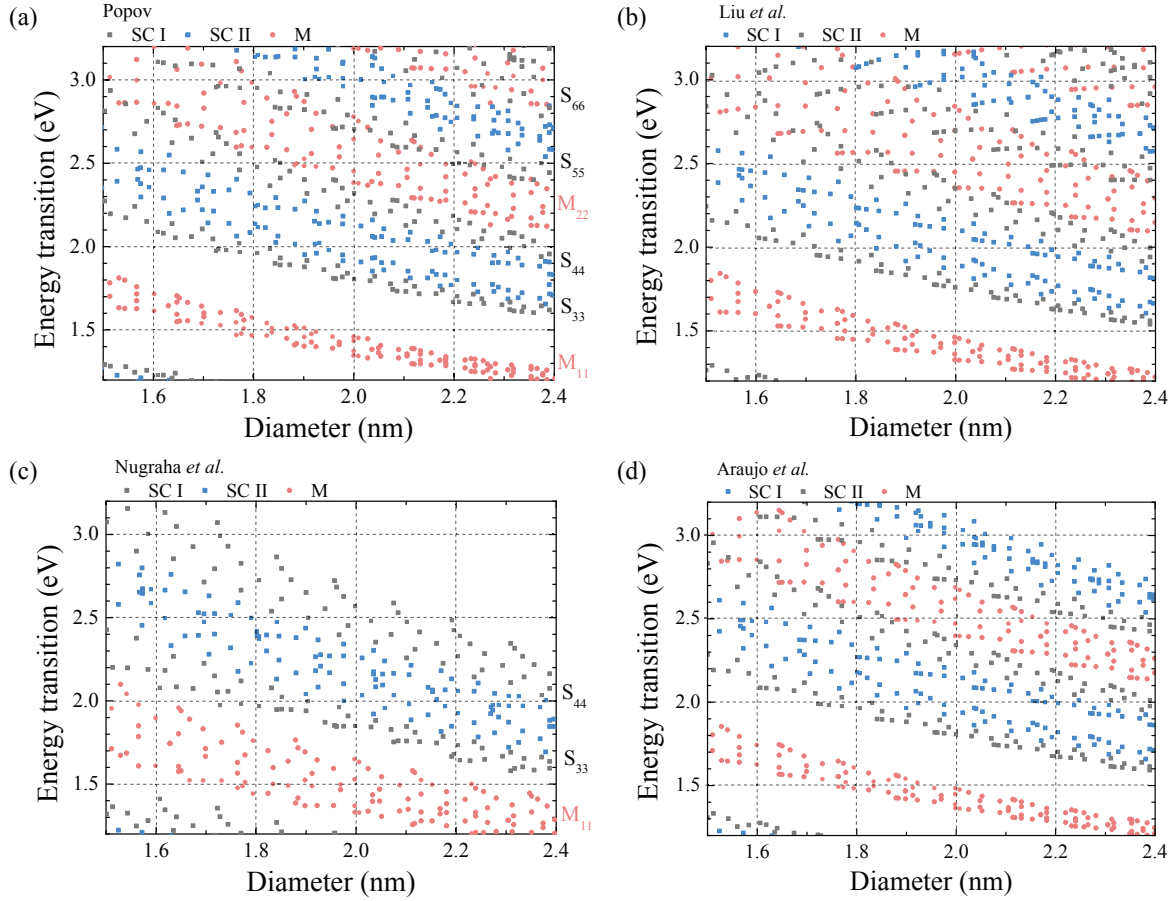 (a) Popov
SC I SC II M
3.0
2.5
2.0
1.5
Energy transition (eV)
S66
S55
M22
S44
S33
M11
1.6 1.8 2.0 2.2 2.4
Diameter (nm)
(b) Liu et al.
SC I SC II M
3.0
2.5
2.0
1.5
Energy transition (eV)
1.6 1.8 2.0 2.2 2.4
Diameter (nm)
(c) Nugraha et al.
SC I SC II M
3.0
2.5
2.0
1.5
Energy transition (eV)
S44
S33
M11
1.6 1.8 2.0 2.2 2.4
Diameter (nm)
(d) Araujo et al.
SC I SC II M
3.0
2.5
2.0
1.5
Energy transition (eV)
1.6 1.8 2.0 2.2 2.4
Diameter (nm)